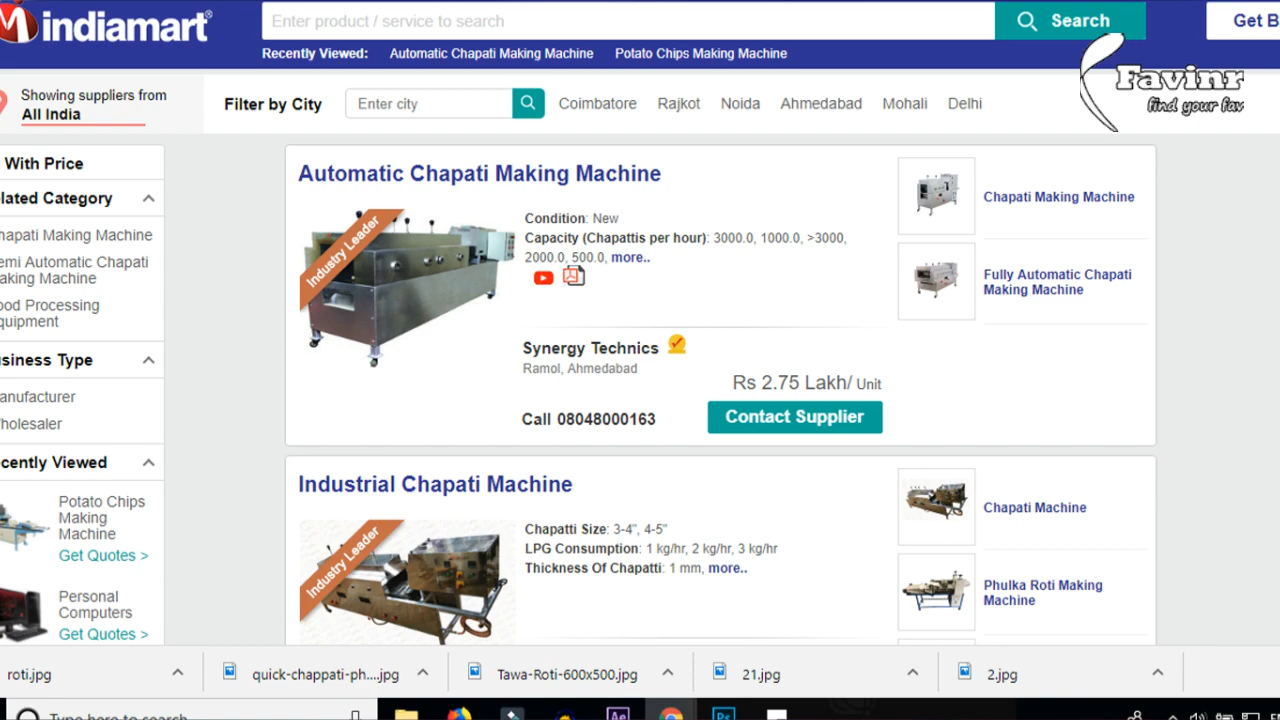 indiamart®
Enter product / service to search
Search
Get B
Recently Viewed: Automatic Chapati Making Machine Potato Chips Making Machine
Favinr
find your fav
Showing suppliers from
All India
Filter by City
Enter city
Coimbatore Rajkot Noida Ahmedabad Mohali Delhi
With Price
lated Category
hapati Making Machine
emi Automatic Chapati
aking Machine
ood Processing
quipment
siness Type
anufacturer
holesaler
cently Viewed
Potato Chips
Making
Machine
Get Quotes >
Personal
Computers
Get Quotes >
Automatic Chapati Making Machine
Industry Leader
Condition: New
Capacity (Chapattis per hour): 3000.0, 1000.0, >3000,
2000.0, 500.0, more..
Synergy Technics
Ramol, Ahmedabad
Rs 2.75 Lakh/ Unit
Call 08048000163
Contact Supplier
Chapati Making Machine
Fully Automatic Chapati
Making Machine
Industrial Chapati Machine
Industry Leader
Chapatti Size: 3-4", 4-5"
LPG Consumption: 1 kg/hr, 2 kg/hr, 3 kg/hr
Thickness Of Chapatti: 1 mm, more..
Chapati Machine
Phulka Roti Making
Machine
roti.jpg
quick-chappati-ph....jpg
Tawa-Roti-600x500.jpg
21.jpg
2.jpg
Type here to search
Ae
Ps